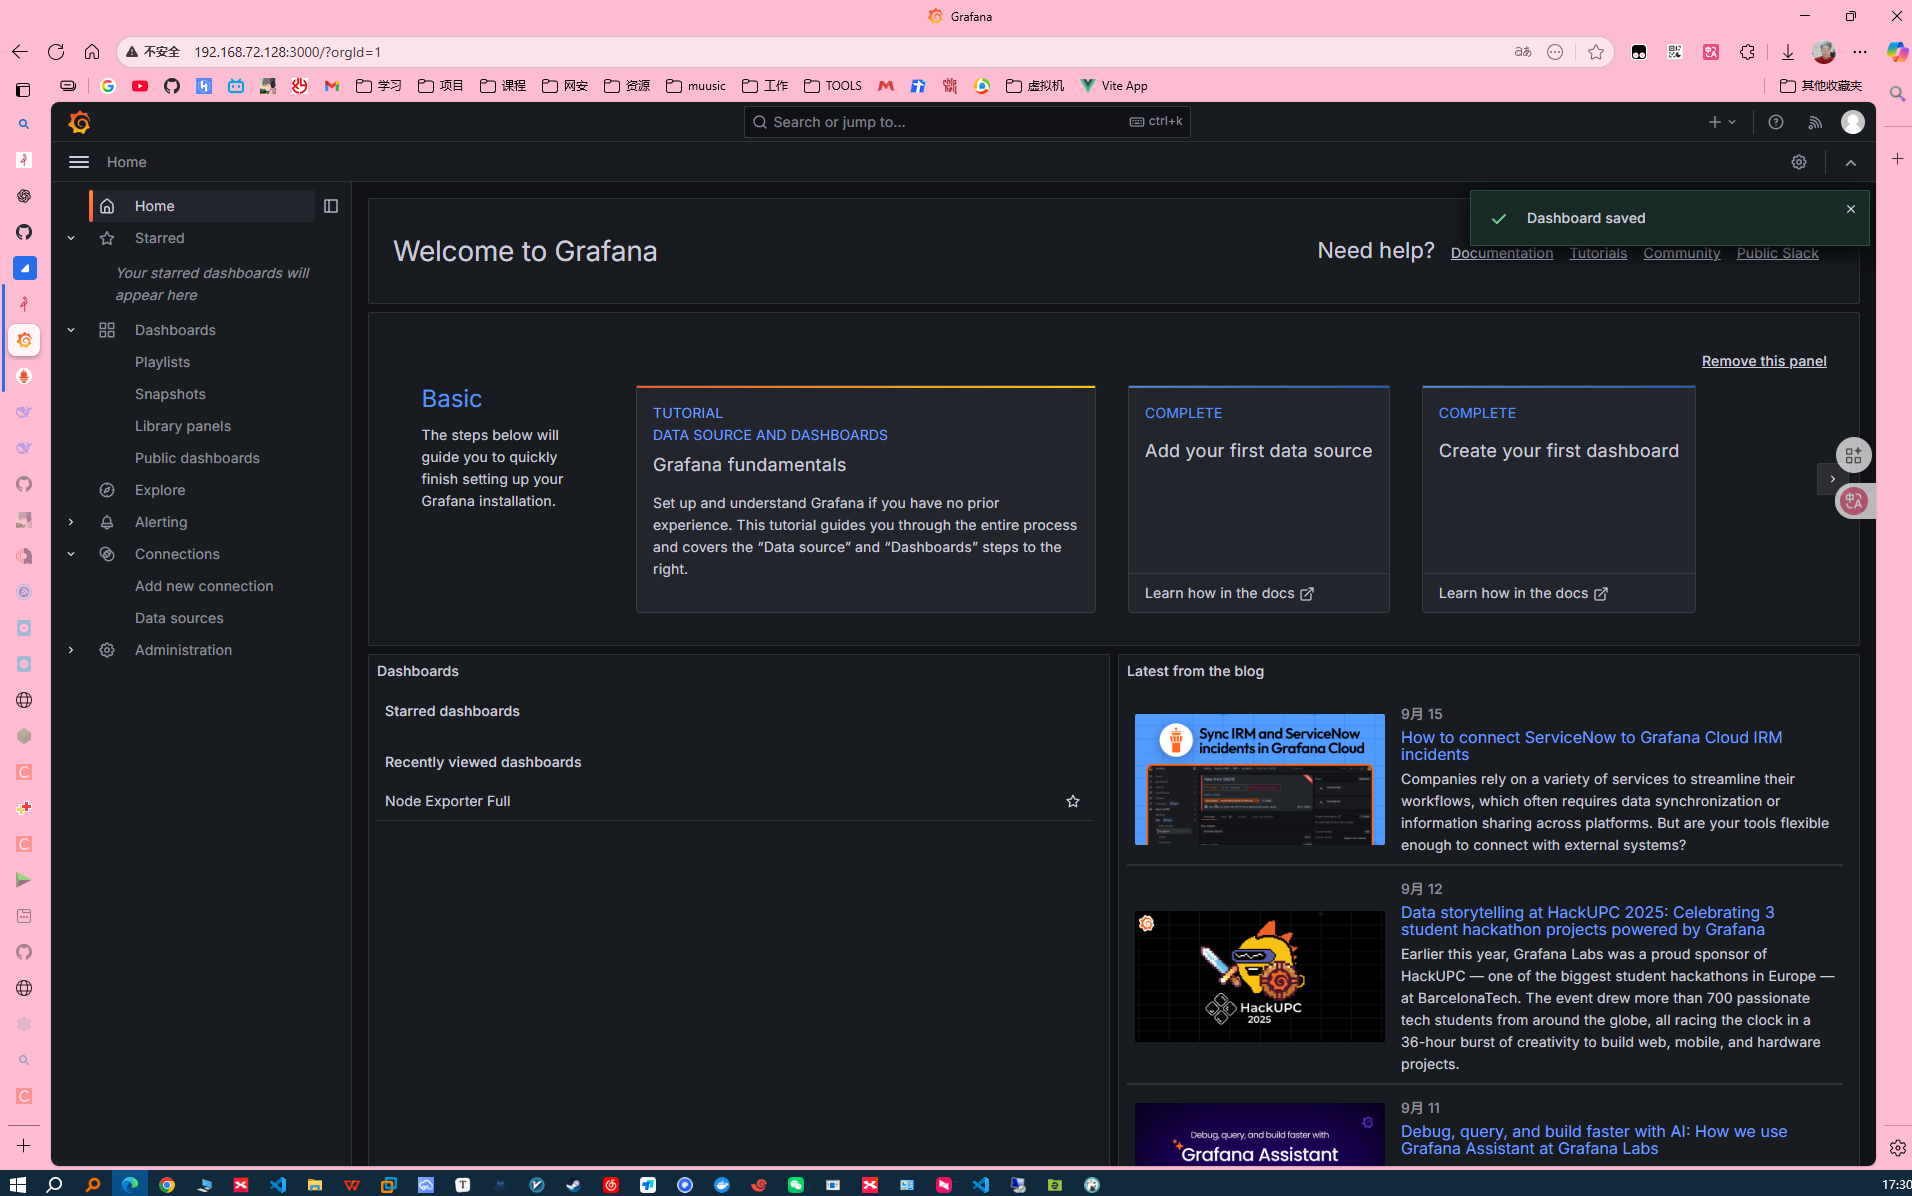 Grafana
不安全
192.168.72.128:3000/?orgId=1
学习
项目
课程
网安
资源
muusic
工作
TOOLS
虚拟机
Vite App
其他收藏夹
Search or jump to...
ctrl+k
Home
Home
Starred
Your starred dashboards will
appear here
Dashboards
Playlists
Snapshots
Library panels
Public dashboards
Explore
Alerting
Connections
Add new connection
Data sources
Administration
Dashboard saved
Welcome to Grafana
Need help?
Documentation
Tutorials
Community
Public Slack
Remove this panel
Basic
The steps below will
guide you to quickly
finish setting up your
Grafana installation.
TUTORIAL
DATA SOURCE AND DASHBOARDS
Grafana fundamentals
Set up and understand Grafana if you have no prior
experience. This tutorial guides you through the entire process
and covers the “Data source” and “Dashboards” steps to the
right.
COMPLETE
Add your first data source
Learn how in the docs
COMPLETE
Create your first dashboard
Learn how in the docs
Dashboards
Starred dashboards
Recently viewed dashboards
Node Exporter Full
Latest from the blog
Sync IRM and ServiceNow
incidents in Grafana Cloud
9月 15
How to connect ServiceNow to Grafana Cloud IRM
incidents
Companies rely on a variety of services to streamline their
workflows, which often requires data synchronization or
information sharing across platforms. But are your tools flexible
enough to connect with external systems?
HackUPC
2025
9月 12
Data storytelling at HackUPC 2025: Celebrating 3
student hackathon projects powered by Grafana
Earlier this year, Grafana Labs was a proud sponsor of
HackUPC — one of the biggest student hackathons in Europe —
at BarcelonaTech. The event drew more than 700 passionate
tech students from around the globe, all racing the clock in a
36-hour burst of creativity to build web, mobile, and hardware
projects.
Debug, query, and build faster with
Grafana Assistant
9月 11
Debug, query, and build faster with AI: How we use
Grafana Assistant at Grafana Labs
17:30